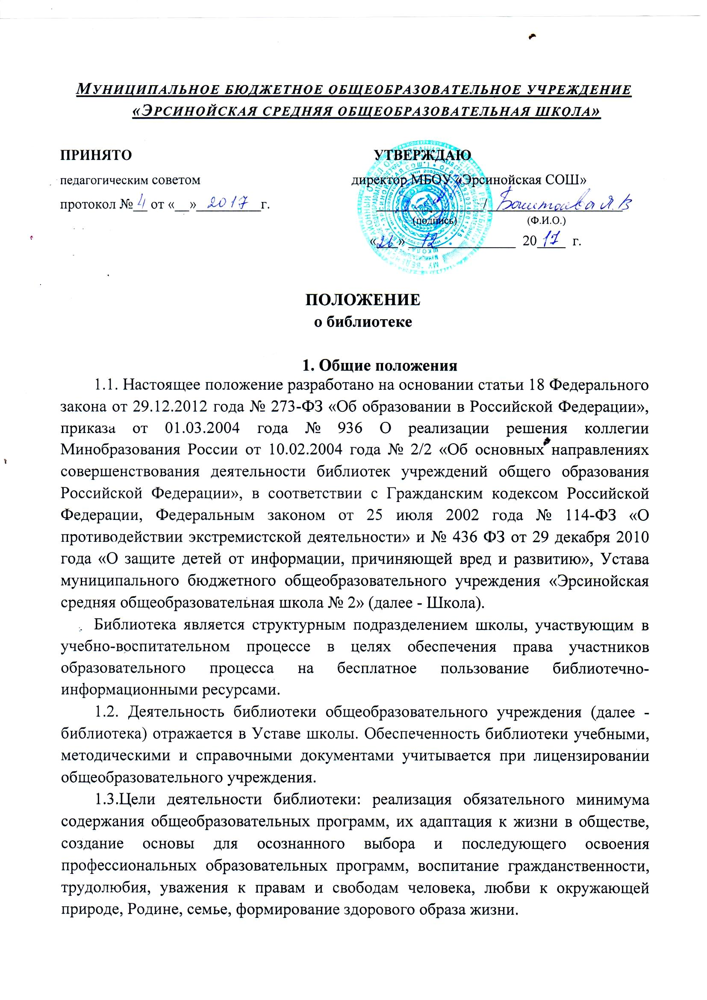 МУНИЦИПАЛЬНОЕ БЮДЖЕТНОЕ ОБЩЕОБРАЗОВАТЕЛЬНОЕ УЧРЕЖДЕНИЕ
«ЭРСИНОЙСКАЯ СРЕДНЯЯ ОБЩЕОБРАЗОВАТЕЛЬНАЯ ШКОЛА»
ПРИНЯТО
педагогическим советом
протокол № 4 от «__» 2017 г.
УТВЕРЖДАЮ
директор МБОУ «Эрсинойская СОШ»
(подпись) (Ф.И.О.)
«26» 12 2017 г.
ПОЛОЖЕНИЕ
о библиотеке
1. Общие положения
1.1. Настоящее положение разработано на основании статьи 18 Федерального
закона от 29.12.2012 года № 273-ФЗ «Об образовании в Российской Федерации»,
приказа от 01.03.2004 года № 936 О реализации решения коллегии
Минобразования России от 10.02.2004 года № 2/2 «Об основных направлениях
совершенствования деятельности библиотек учреждений общего образования
Российской Федерации», в соответствии с Гражданским кодексом Российской
Федерации, Федеральным законом от 25 июля 2002 года № 114-ФЗ «О
противодействии экстремистской деятельности» и № 436 ФЗ от 29 декабря 2010
года «О защите детей от информации, причиняющей вред и развитию», Устава
муниципального бюджетного общеобразовательного учреждения «Эрсинойская
средняя общеобразовательная школа № 2» (далее - Школа).
Библиотека является структурным подразделением школы, участвующим в
учебно-воспитательном процессе в целях обеспечения права участников
образовательного процесса на бесплатное пользование библиотечно-
информационными ресурсами.
1.2. Деятельность библиотеки общеобразовательного учреждения (далее -
библиотека) отражается в Уставе школы. Обеспеченность библиотеки учебными,
методическими и справочными документами учитывается при лицензировании
общеобразовательного учреждения.
1.3.Цели деятельности библиотеки: реализация обязательного минимума
содержания общеобразовательных программ, их адаптация к жизни в обществе,
создание основы для осознанного выбора и последующего освоения
профессиональных образовательных программ, воспитание гражданственности,
трудолюбия, уважения к правам и свободам человека, любви к окружающей
природе, Родине, семье, формирование здорового образа жизни.